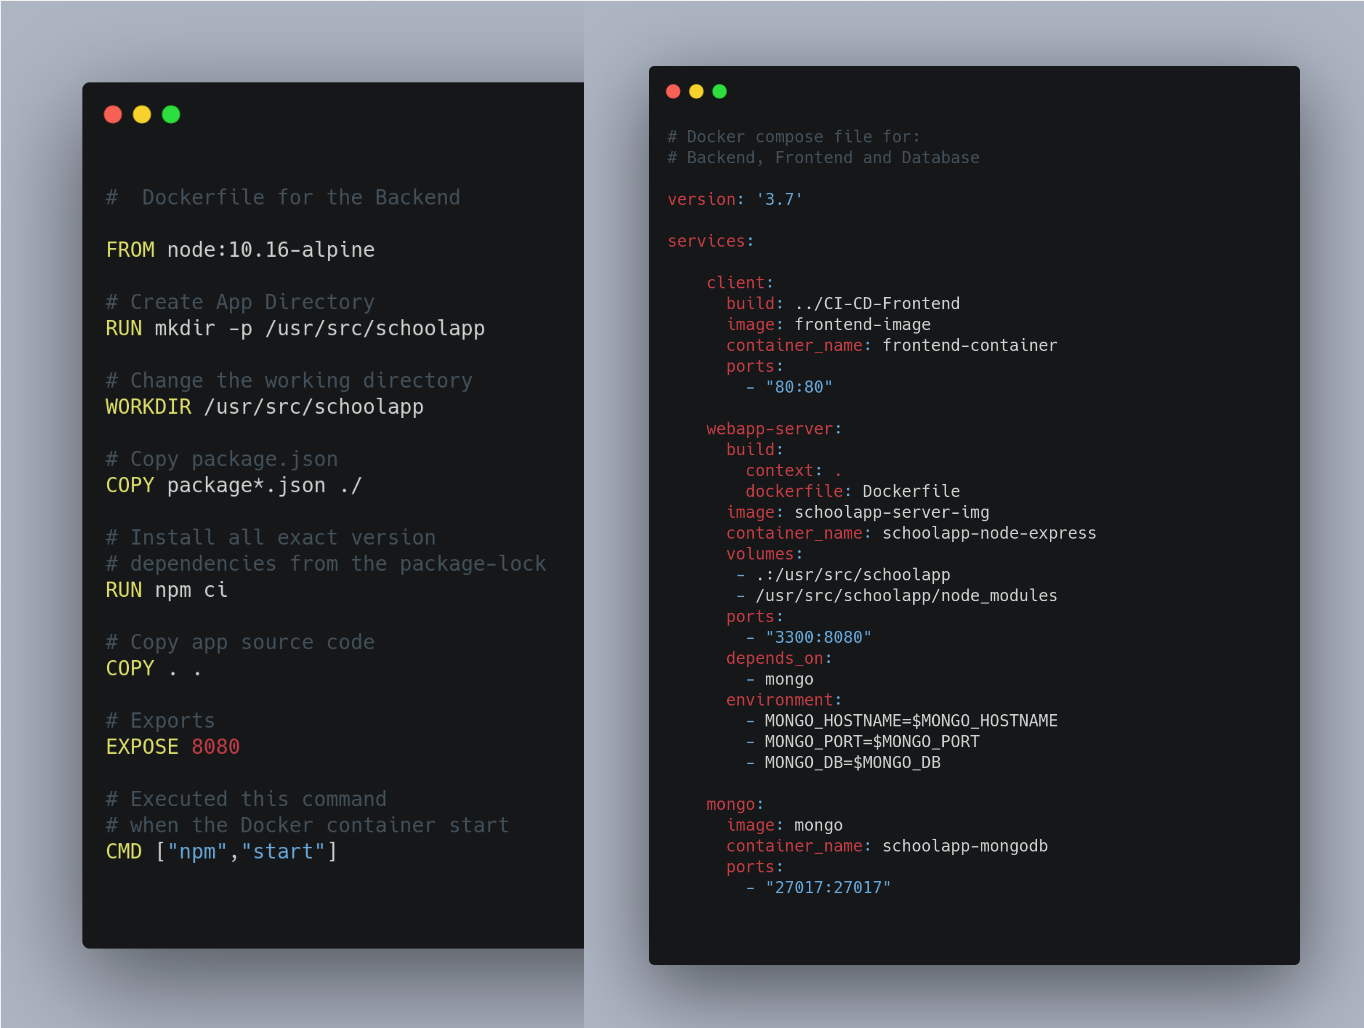 #  Dockerfile for the Backend
FROM node:10.16-alpine
# Create App Directory
RUN mkdir -p /usr/src/schoolapp
# Change the working directory
WORKDIR /usr/src/schoolapp
# Copy package.json
COPY package*.json ./
# Install all exact version
# dependencies from the package-lock
RUN npm ci
# Copy app source code
COPY . .
# Exports
EXPOSE 8080
# Executed this command
# when the Docker container start
CMD ["npm","start"]
# Docker compose file for:
# Backend, Frontend and Database
version: '3.7'
services:
    client:
      build: ../CI-CD-Frontend
      image: frontend-image
      container_name: frontend-container
      ports:
        - "80:80"
    webapp-server:
      build:
        context: .
        dockerfile: Dockerfile
      image: schoolapp-server-img
      container_name: schoolapp-node-express
      volumes:
       - .:/usr/src/schoolapp
       - /usr/src/schoolapp/node_modules
      ports:
        - "3300:8080"
      depends_on:
        - mongo
      environment:
        - MONGO_HOSTNAME=$MONGO_HOSTNAME
        - MONGO_PORT=$MONGO_PORT
        - MONGO_DB=$MONGO_DB
    mongo:
      image: mongo
      container_name: schoolapp-mongodb
      ports:
        - "27017:27017"